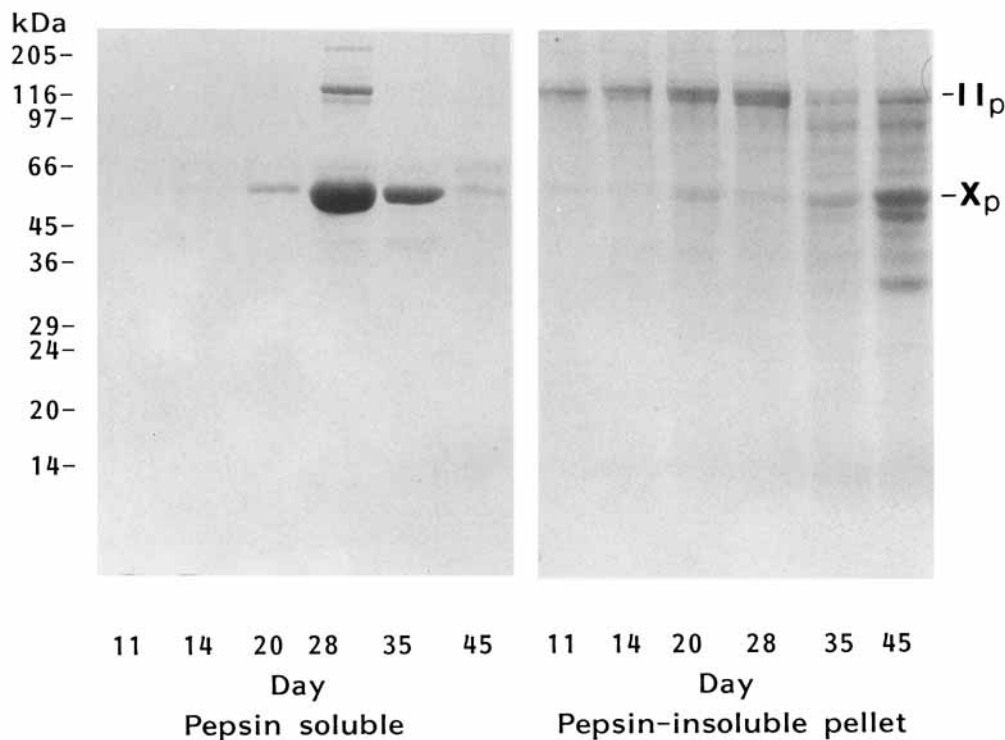 kDa
205-
116-
97-
66-
45-
36-
29-
24-
20-
14-
-IIp
-Xp
11 14 20 28 35 45
Day
Pepsin soluble
11 14 20 28 35 45
Day
Pepsin-insoluble pellet